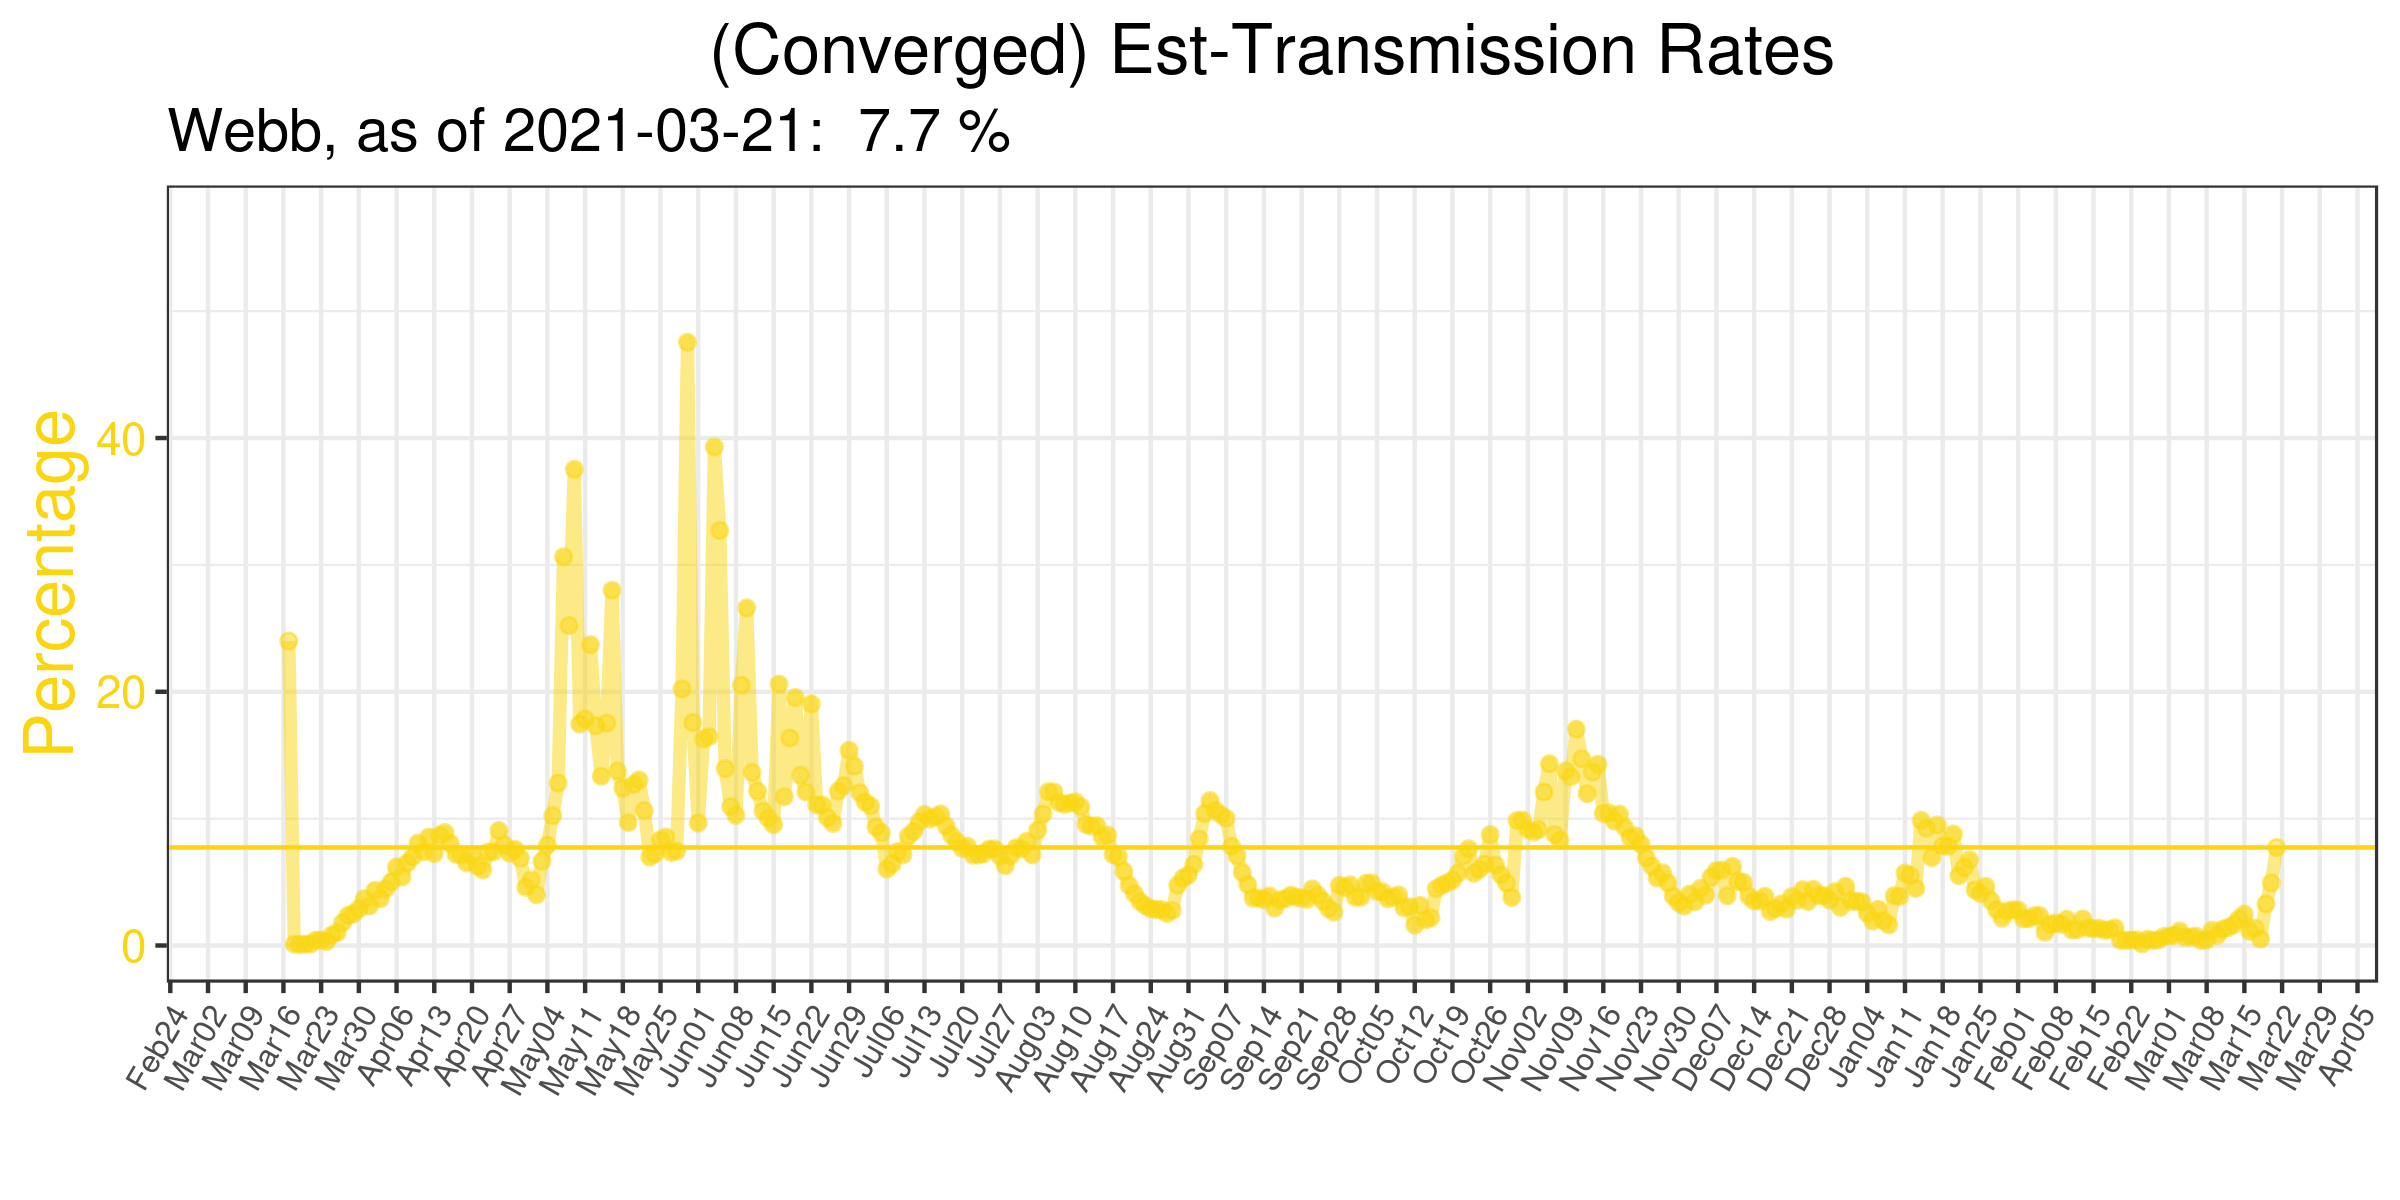 (Converged) Est-Transmission Rates
Webb, as of 2021-03-21:  7.7 %
Percentage
40
20
0
Feb24 Mar02 Mar09 Mar16 Mar23 Mar30 Apr06 Apr13 Apr20 Apr27 May04 May11 May18 May25 Jun01 Jun08 Jun15 Jun22 Jun29 Jul06 Jul13 Jul20 Jul27 Aug03 Aug10 Aug17 Aug24 Aug31 Sep07 Sep14 Sep21 Sep28 Oct05 Oct12 Oct19 Oct26 Nov02 Nov09 Nov16 Nov23 Nov30 Dec07 Dec14 Dec21 Dec28 Jan04 Jan11 Jan18 Jan25 Feb01 Feb08 Feb15 Feb22 Mar01 Mar08 Mar15 Mar22 Mar29 Apr05